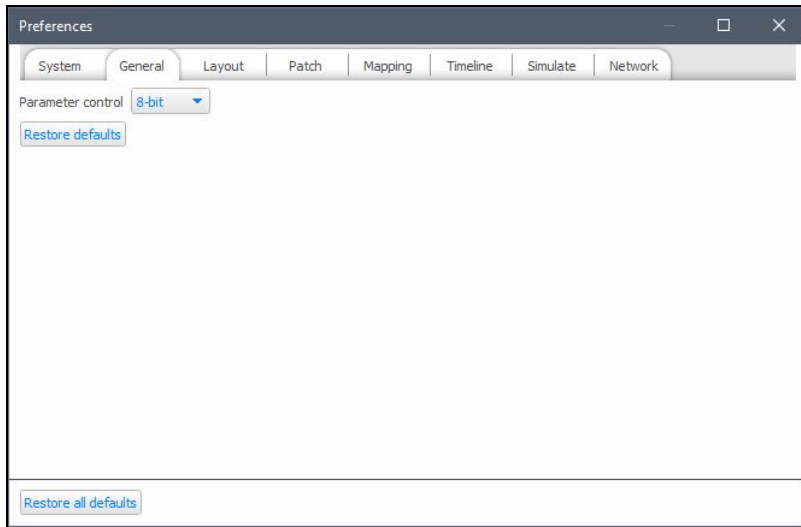 Preferences
System General Layout Patch Mapping Timeline Simulate Network
Parameter control 8-bit
Restore defaults
Restore all defaults